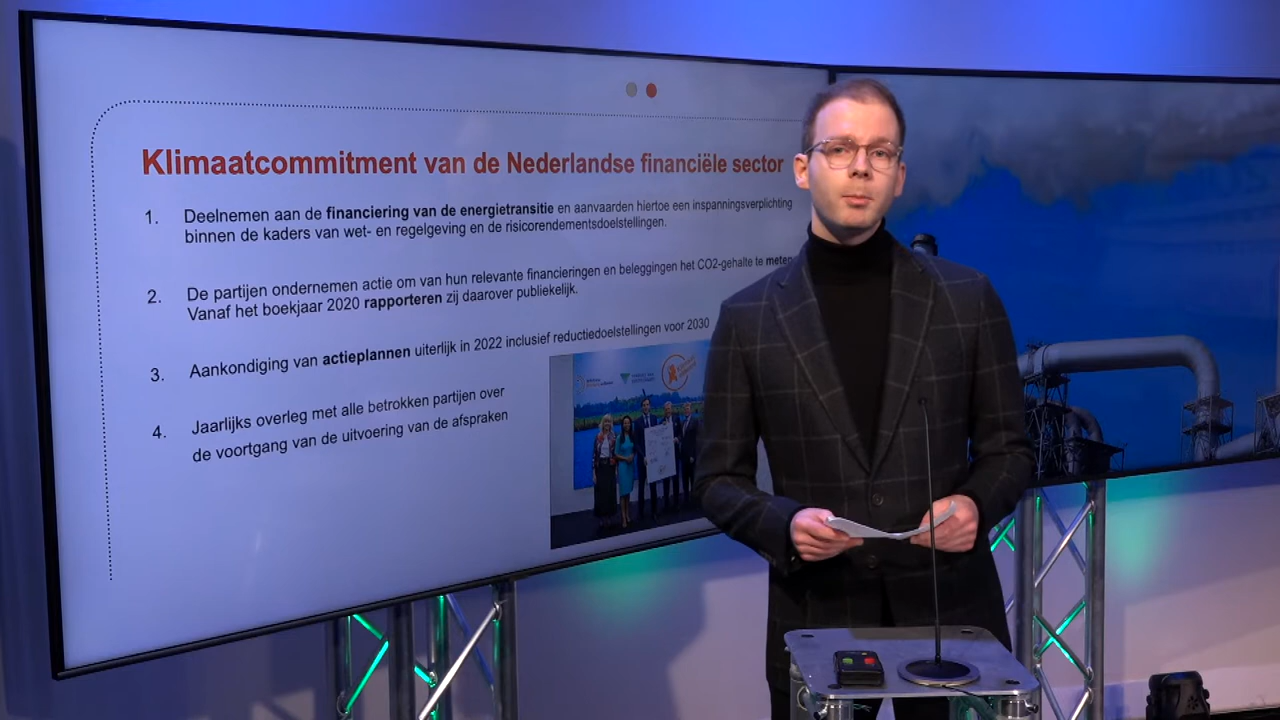 Klimaatcommitment van de Nederlandse financiële sector
1. Deelnemen aan de financiering van de energietransitie en aanvaarden hiertoe een inspanningsverplichting
binnen de kaders van wet- en regelgeving en de risicorendementsdoelstellingen.
2. De partijen ondernemen actie om van hun relevante financieringen en beleggingen het CO2-gehalte te meten
Vanaf het boekjaar 2020 rapporteren zij daarover publiekelijk.
3. Aankondiging van actieplannen uiterlijk in 2022 inclusief reductiedoelstellingen voor 2030
4. Jaarlijks overleg met alle betrokken partijen over
de voortgang van de uitvoering van de afspraken